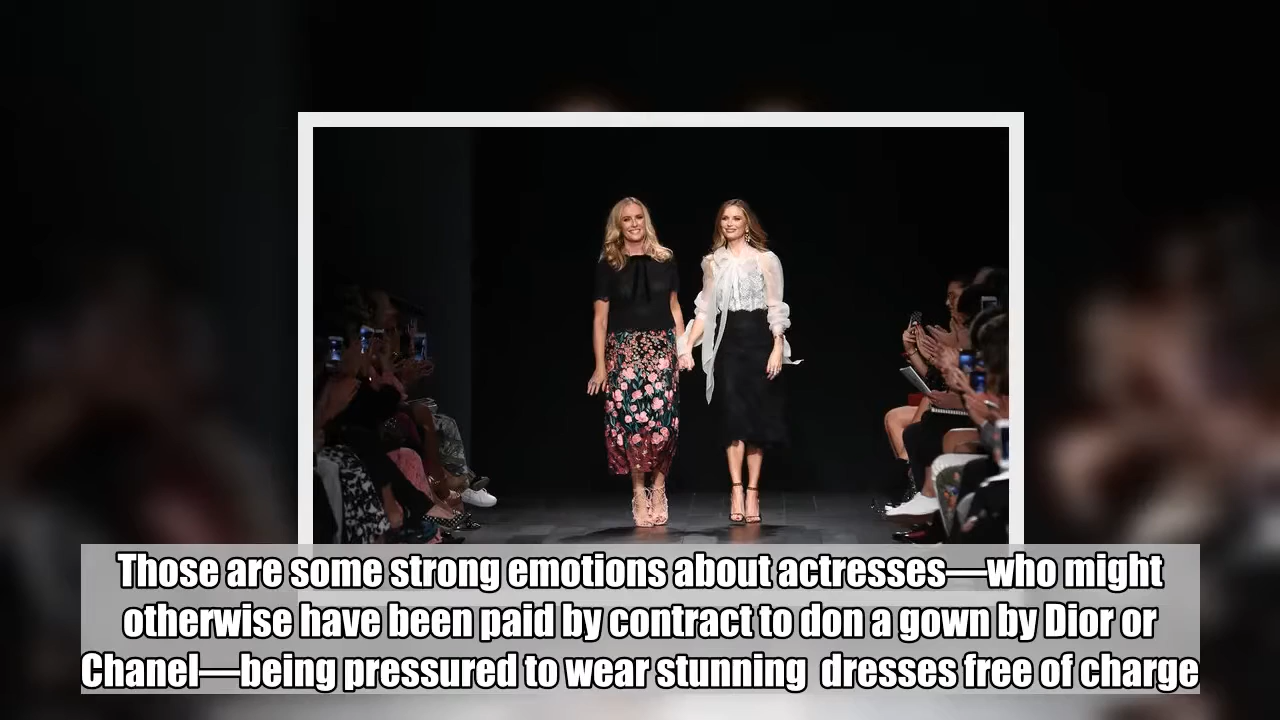 Those are some strong emotions about actresses—who might
otherwise have been paid by contract to don a gown by Dior or
Chanel—being pressured to wear stunning  dresses free of charge